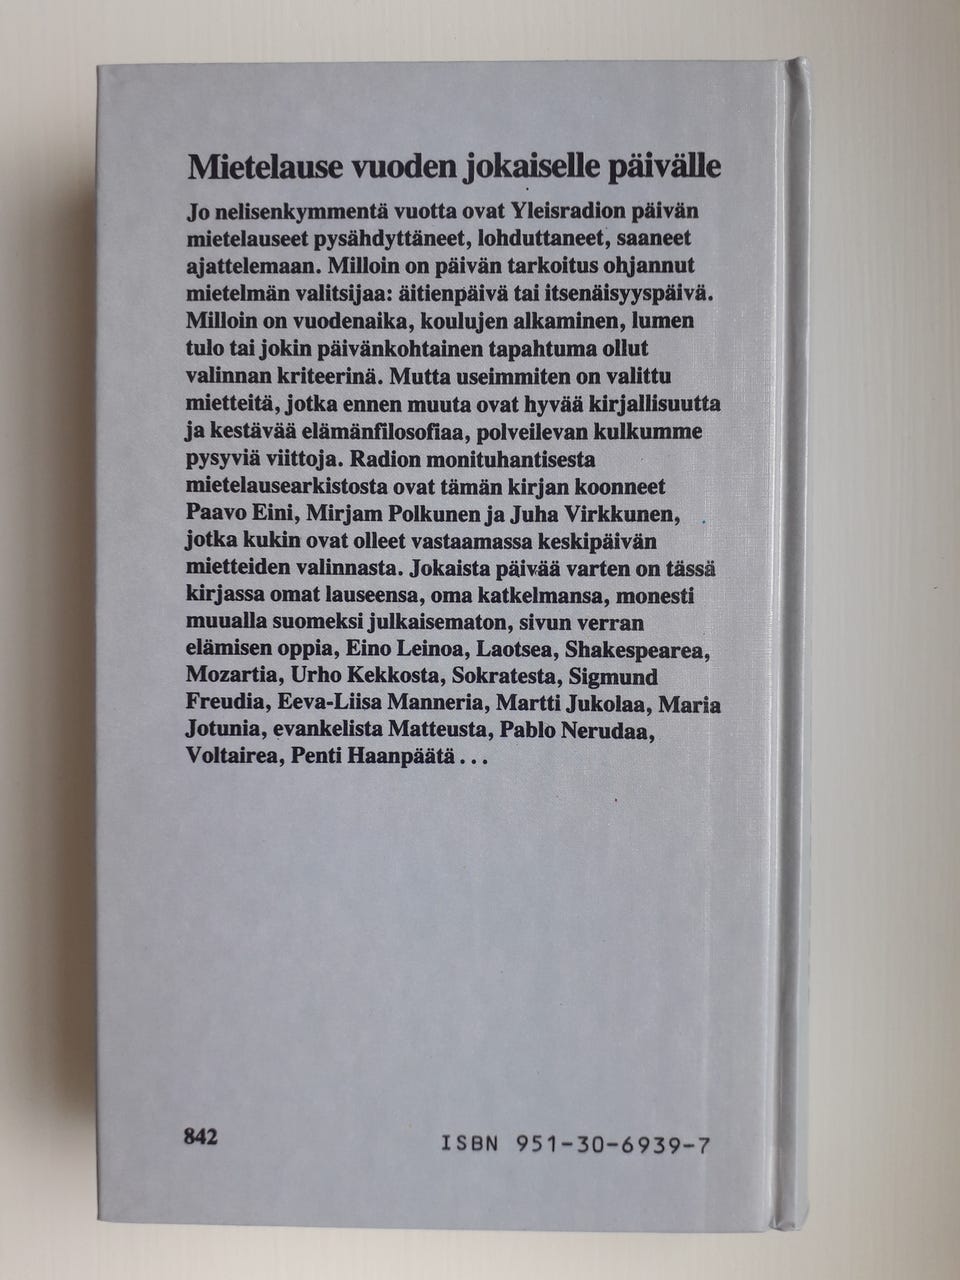 Mietelause vuoden jokaiselle päivälle
Jo nelisenkymmentä vuotta ovat Yleisradion päivän
mietelauseet pysähdyttäneet, lohduttaneet, saaneet
ajattelemaan. Milloin on päivän tarkoitus ohjannut
mietelmän valitsijaa: äitienpäivä tai itsenäisyyspäivä.
Milloin on vuodenaika, koulujen alkaminen, lumen
tulo tai jokin päivänkohtainen tapahtuma ollut
valinnan kriteerinä. Mutta useimmiten on valittu
mietteitä, jotka ennen muuta ovat hyvää kirjallisuutta
ja kestävää elämänfilosofiaa, polveilevan kulkumme
pysyviä viittoja. Radion monituhantisesta
mietelausearkistosta ovat tämän kirjan koonneet
Paavo Eini, Mirjam Polkunen ja Juha Virkkunen,
jotka kukin ovat olleet vastaamassa keskipäivän
mietteiden valinnasta. Jokaista päivää varten on tässä
kirjassa omat lauseensa, oma katkelmansa, monesti
muualla suomeksi julkaisematon, sivun verran
elämisen oppia, Eino Leinoa, Laotsea, Shakespearea,
Mozartia, Urho Kekkosta, Sokratesta, Sigmund
Freudia, Eeva-Liisa Manneria, Martti Jukolaa, Maria
Jotunia, evankelista Matteusta, Pablo Nerudaa,
Voltairea, Penti Haanpäätä...
842
ISBN 951-30-6939-7